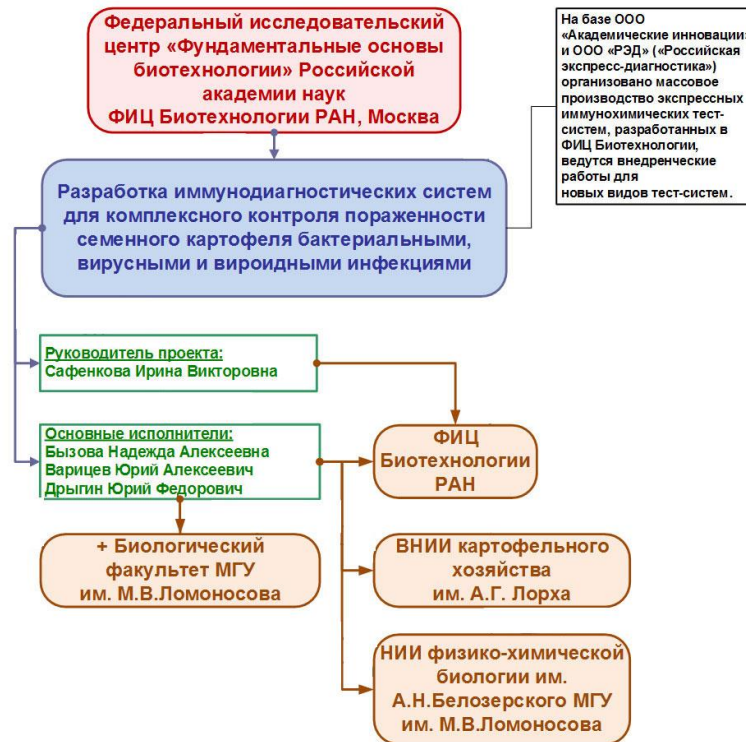 Федеральный исследовательский
центр «Фундаментальные основы
биотехнологии» Российской
академии наук
ФИЦ Биотехнологии РАН, Москва
На базе ООО
«Академические инновации»
и ООО «РЭД» («Российская
экспресс-диагностика»)
организовано массовое
производство экспрессных
иммунохимических тест-
систем, разработанных в
ФИЦ Биотехнологии,
ведутся внедренческие
работы для
новых видов тест-систем.
Разработка иммунодиагностических систем
для комплексного контроля пораженности
семенного картофеля бактериальными,
вирусными и вироидными инфекциями
Руководитель проекта:
Сафенкова Ирина Викторовна
Основные исполнители:
Бызова Надежда Алексеевна
Варицев Юрий Алексеевич
Дрыгин Юрий Федорович
ФИЦ
Биотехнологии
РАН
+ Биологический
факультет МГУ
им. М.В.Ломоносова
ВНИИ картофельного
хозяйства
им. А.Г. Лорха
НИИ физико-химической
биологии им.
А.Н.Белозерского МГУ
им. М.В.Ломоносова